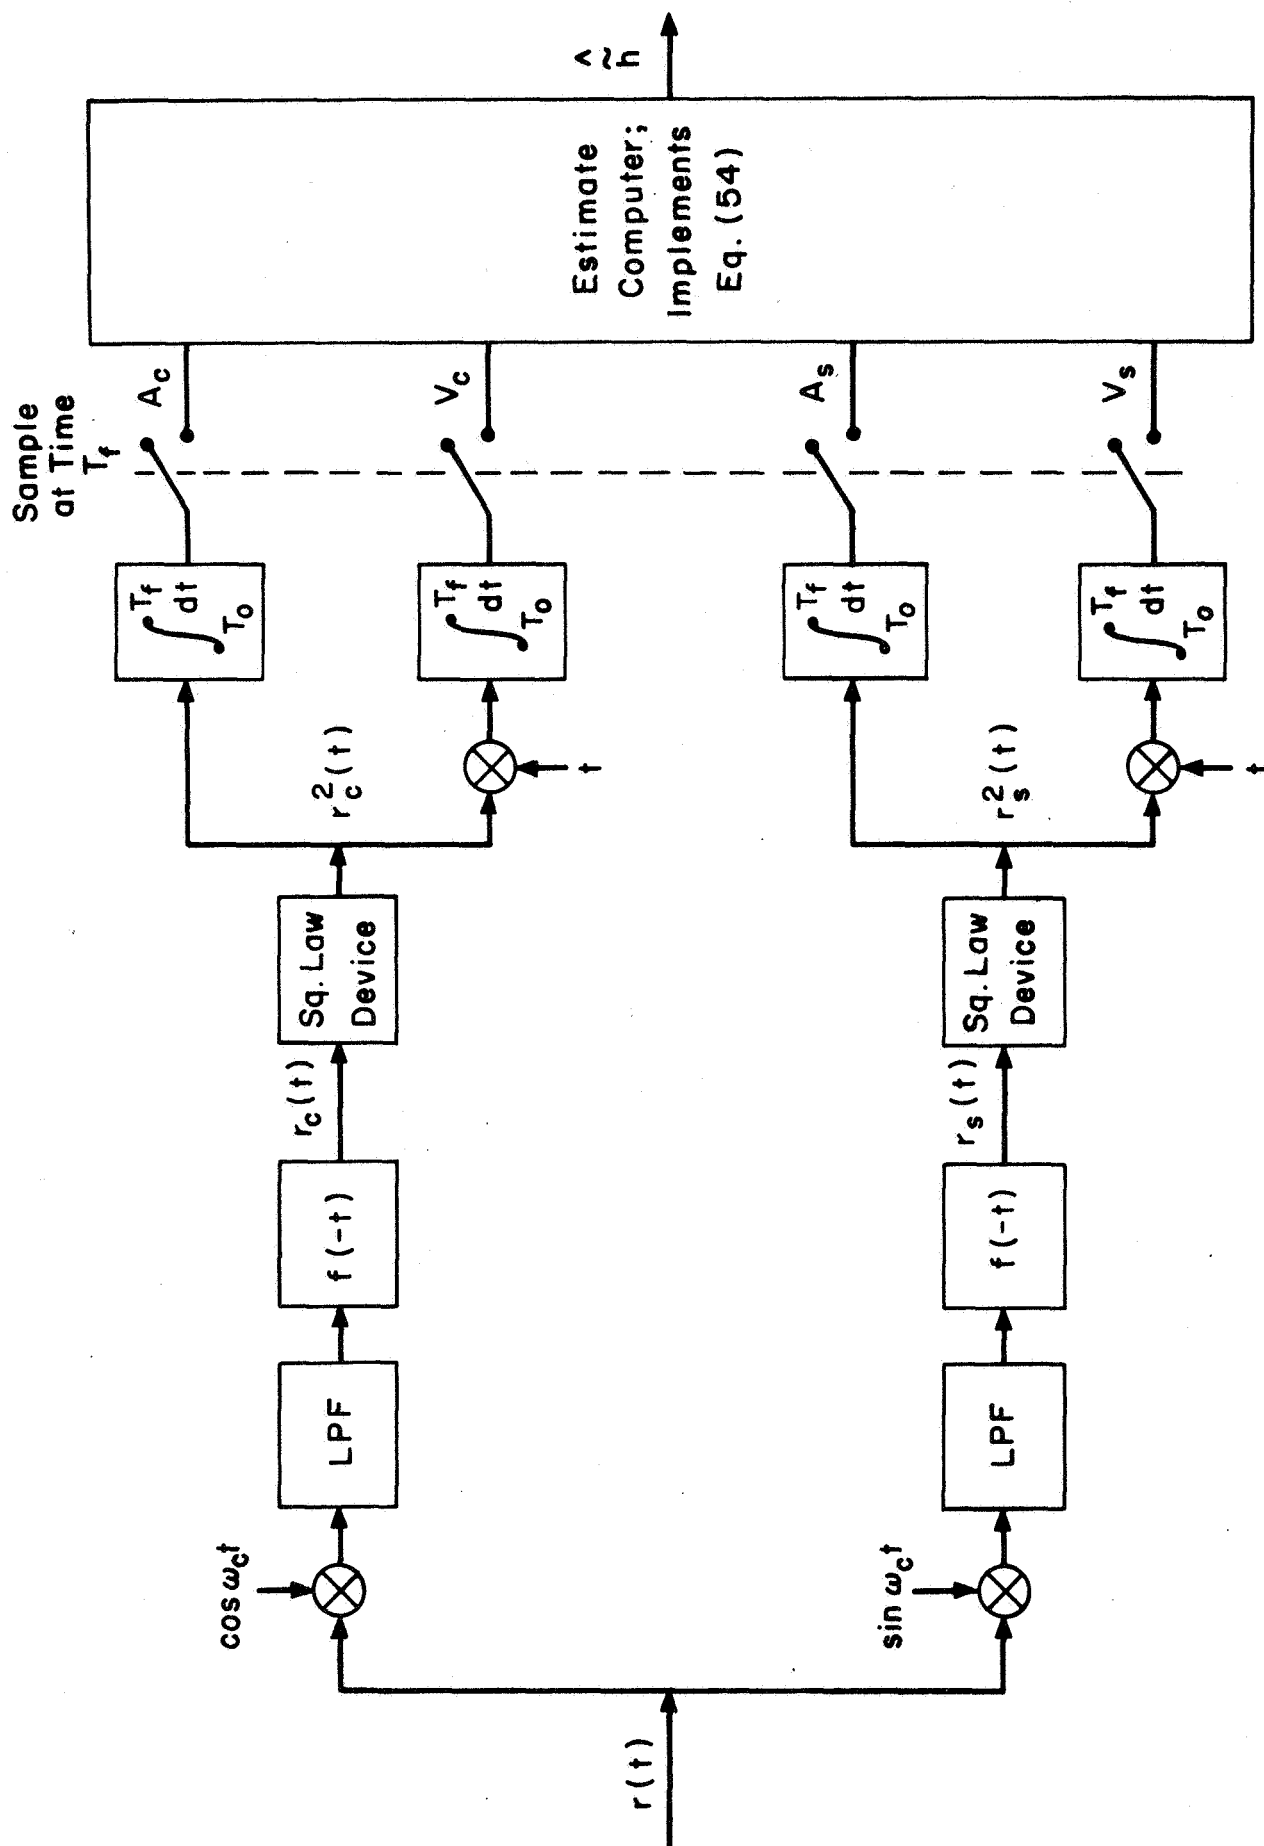 r(t)
cos ω_c t
LPF
f(-t)
r_c(t)
Sq. Law
Device
r_c^2(t)
t
∫_{T_o}^{T_f} dt
∫_{T_o}^{T_f} dt
Sample
at Time
T_f
A_c
V_c
sin ω_c t
LPF
f(-t)
r_s(t)
Sq. Law
Device
r_s^2(t)
t
∫_{T_o}^{T_f} dt
∫_{T_o}^{T_f} dt
A_s
V_s
Estimate
Computer;
Implements
Eq. (54)
ĥ̃